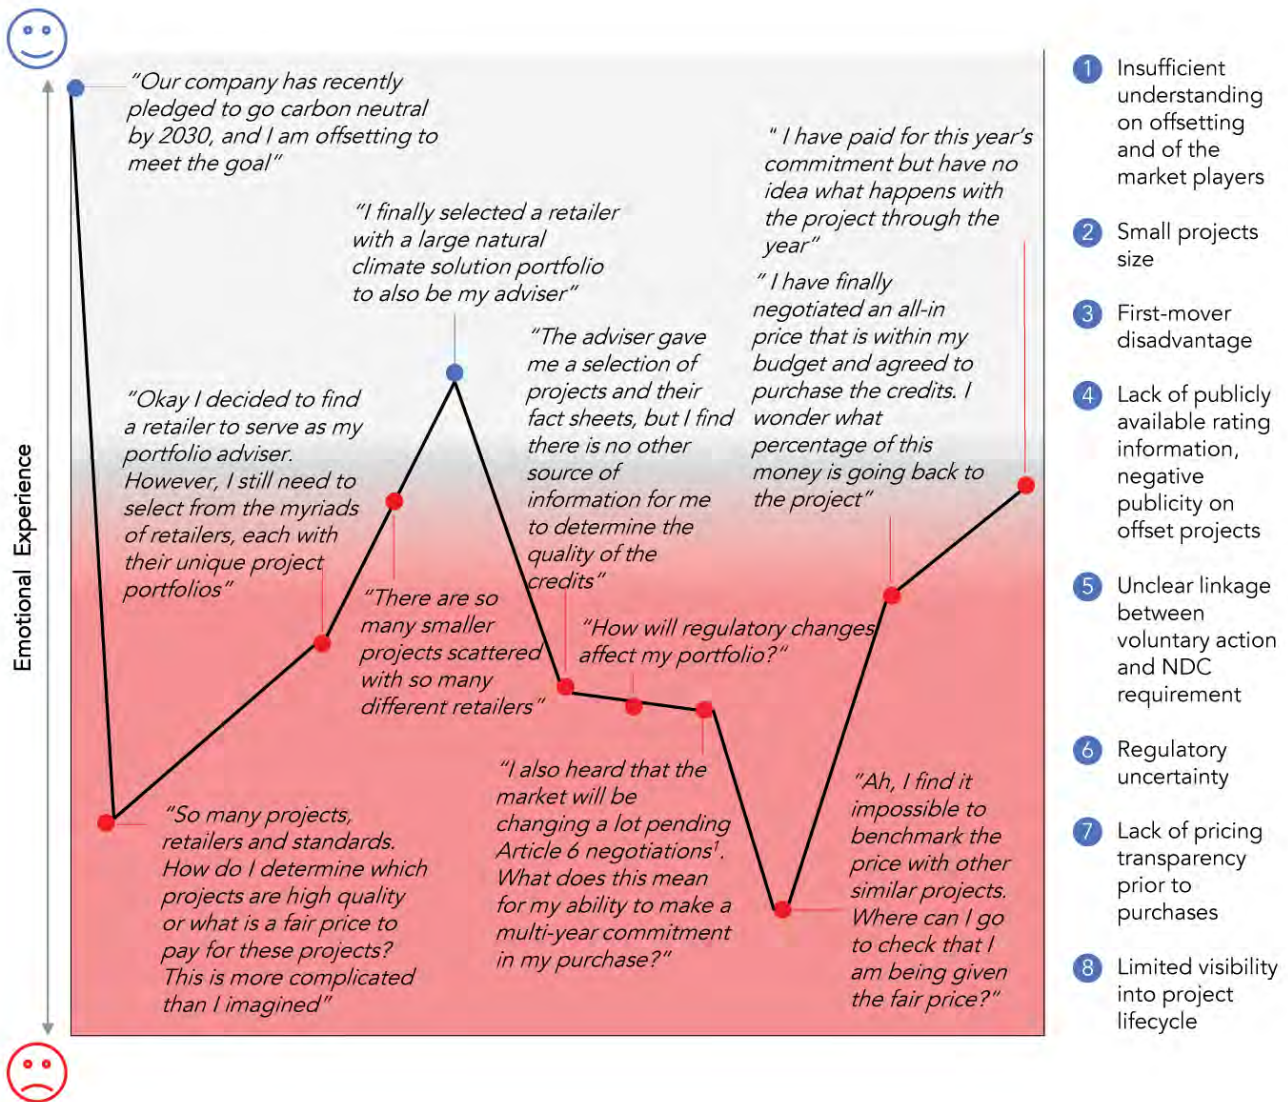 Emotional Experience
“Our company has recently
pledged to go carbon neutral
by 2030, and I am offsetting to
meet the goal”
“So many projects,
retailers and standards.
How do I determine which
projects are high quality
or what is a fair price to
pay for these projects?
This is more complicated
than I imagined”
“Okay I decided to find
a retailer to serve as my
portfolio adviser.
However, I still need to
select from the myriads
of retailers, each with
their unique project
portfolios”
“There are so
many smaller
projects scattered
with so many
different retailers”
“I finally selected a retailer
with a large natural
climate solution portfolio
to also be my adviser”
“The adviser gave
me a selection of
projects and their
fact sheets, but I find
there is no other
source of
information for me
to determine the
quality of the
credits”
“How will regulatory changes
affect my portfolio?”
“I also heard that the
market will be
changing a lot pending
Article 6 negotiations¹.
What does this mean
for my ability to make a
multi-year commitment
in my purchase?”
“Ah, I find it
impossible to
benchmark the
price with other
similar projects.
Where can I go
to check that I
am being given
the fair price?”
“ I have finally
negotiated an all-in
price that is within my
budget and agreed to
purchase the credits. I
wonder what
percentage of this
money is going back to
the project”
“ I have paid for this year’s
commitment but have no
idea what happens with
the project through the
year”
1 Insufficient
understanding
on offsetting
and of the
market players
2 Small projects
size
3 First-mover
disadvantage
4 Lack of publicly
available rating
information,
negative
publicity on
offset projects
5 Unclear linkage
between
voluntary action
and NDC
requirement
6 Regulatory
uncertainty
7 Lack of pricing
transparency
prior to
purchases
8 Limited visibility
into project
lifecycle